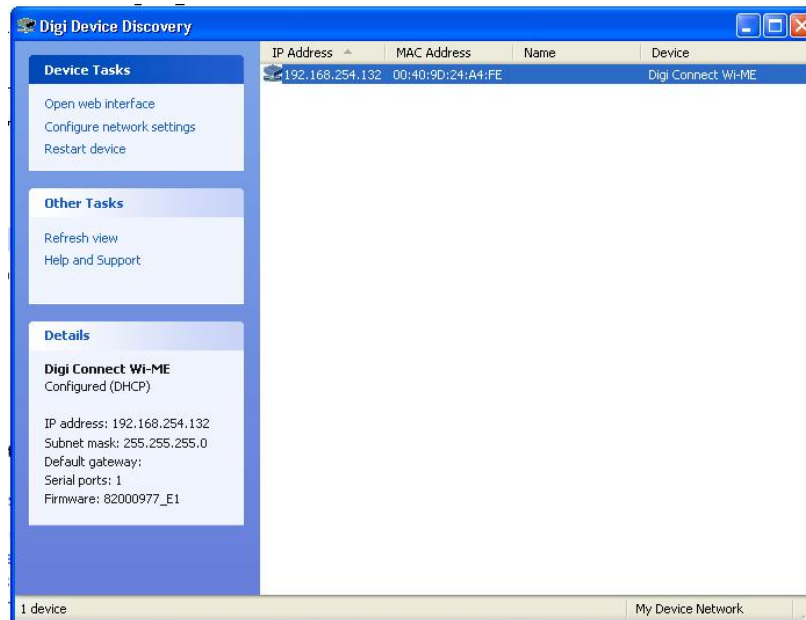 Digi Device Discovery
Device Tasks
Open web interface
Configure network settings
Restart device
Other Tasks
Refresh view
Help and Support
Details
Digi Connect Wi-ME
Configured (DHCP)
IP address: 192.168.254.132
Subnet mask: 255.255.255.0
Default gateway:
Serial ports: 1
Firmware: 82000977_E1
IP Address MAC Address Name Device
192.168.254.132 00:40:9D:24:A4:FE Digi Connect Wi-ME
1 device My Device Network